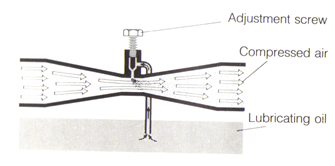 Adjustment screw
Compressed air
Lubricating oil